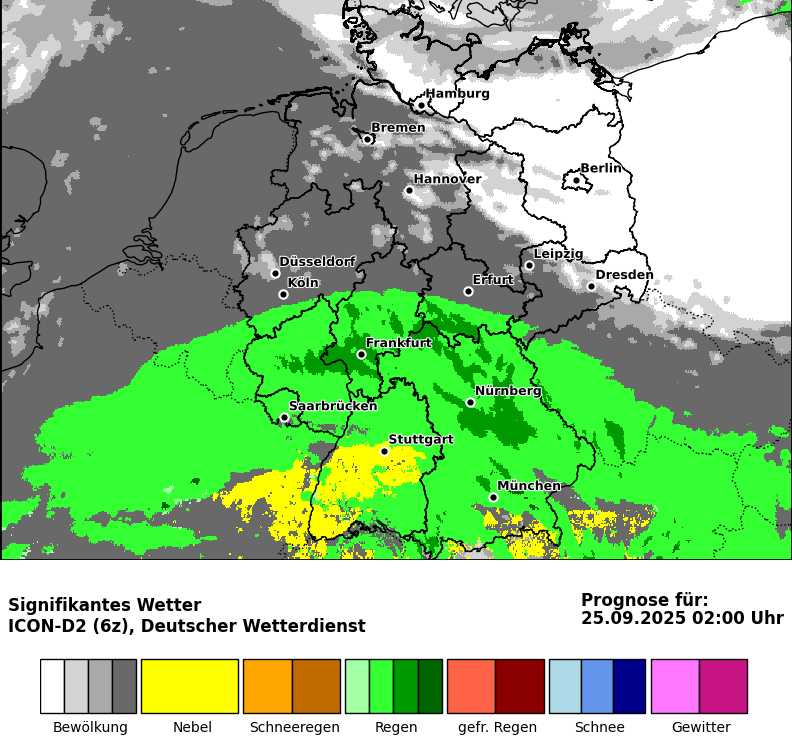 Hamburg
Bremen
Berlin
Hannover
Leipzig
Düsseldorf
Dresden
Köln
Erfurt
Frankfurt
Nürnberg
Saarbrücken
Stuttgart
München
Signifikantes Wetter
ICON-D2 (6z), Deutscher Wetterdienst
Prognose für:
25.09.2025 02:00 Uhr
Bewölkung Nebel Schneeregen Regen gefr. Regen Schnee Gewitter